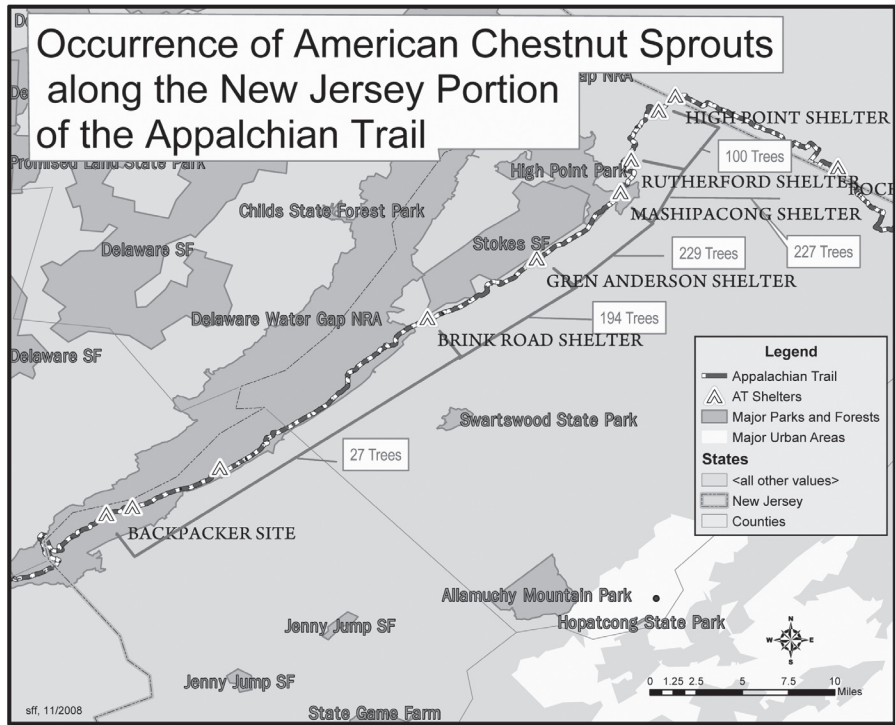 Occurrence of American Chestnut Sprouts
along the New Jersey Portion
of the Appalchian Trail
NRA
HIGH POINT SHELTER
100 Trees
Promised Land State Park
High Point Park
RUTHERFORD SHELTER
Childs State Forest Park
MASHIPACONG SHELTER
Stokes SF
Delaware SF
229 Trees
227 Trees
GREN ANDERSON SHELTER
Delaware Water Gap NRA
194 Trees
BRINK ROAD SHELTER
Delaware SF
Legend
Appalachian Trail
AT Shelters
Major Parks and Forests
Major Urban Areas
States
<all other values>
New Jersey
Counties
Swartswood State Park
27 Trees
BACKPACKER SITE
Allamuchy Mountain Park
Hopatcong State Park
Jenny Jump SF
Jenny Jump SF
State Game Farm
N
W E
S
0 1.25 2.5 5 7.5 10
Miles
sff, 11/2008